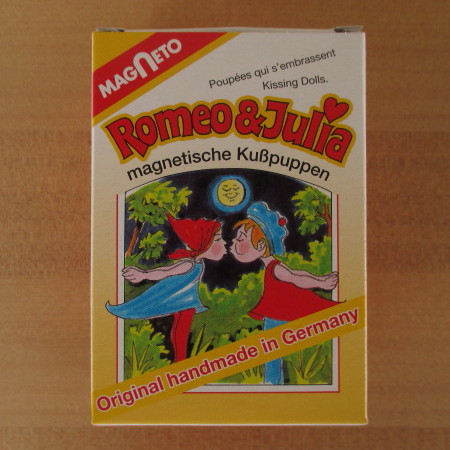 MAGNETO
Poupées qui s'embrassent
Kissing Dolls.
Romeo & Julia
magnetische Kußpuppen
Original handmade in Germany